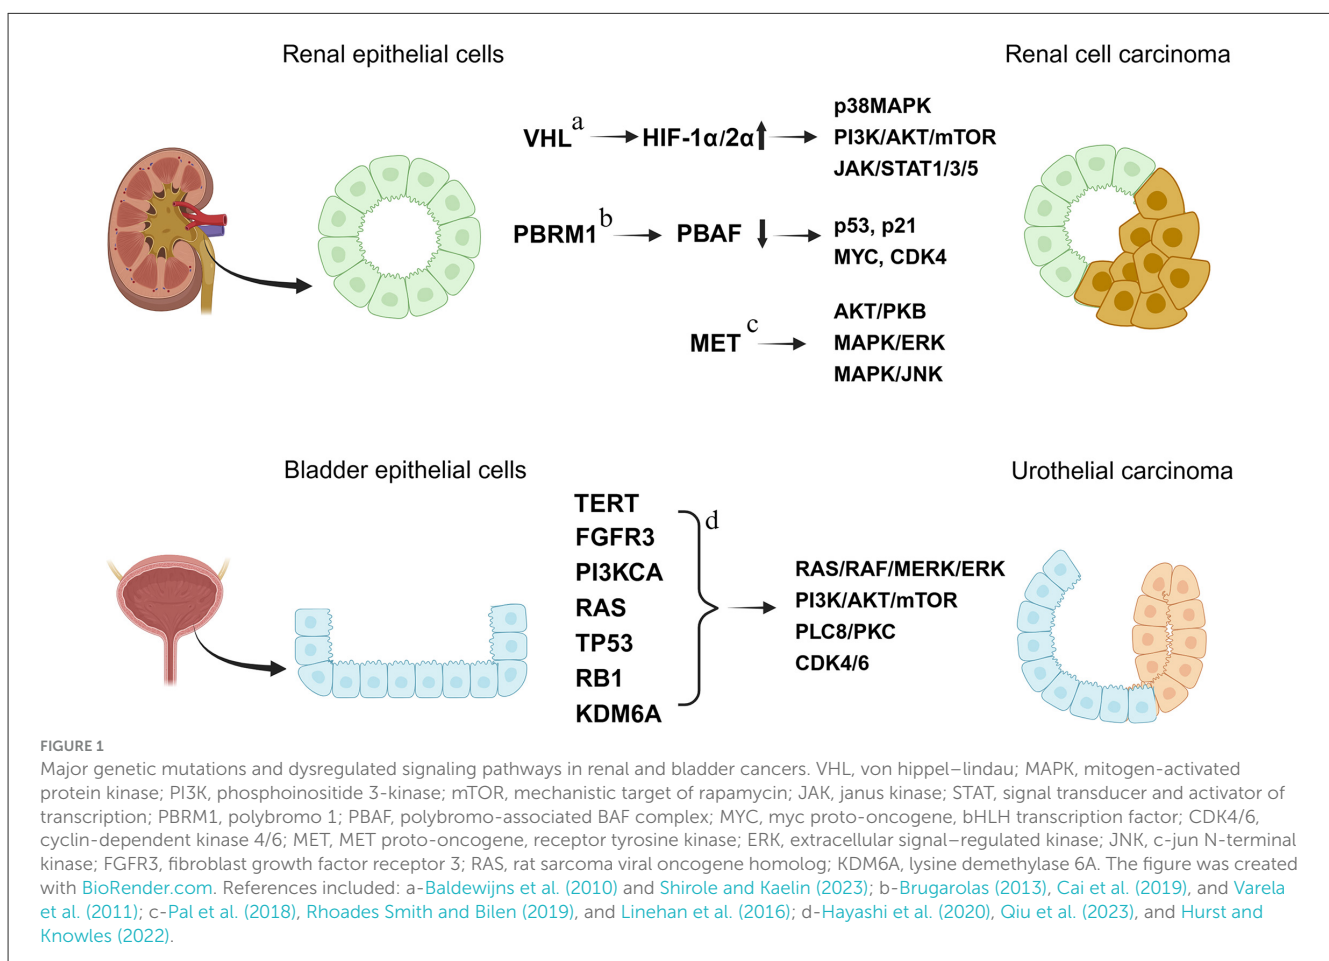 Renal epithelial cells
Renal cell carcinoma
VHL a
HIF-1α/2α
p38MAPK
PI3K/AKT/mTOR
JAK/STAT1/3/5
PBRM1 b
PBAF
p53, p21
MYC, CDK4
MET c
AKT/PKB
MAPK/ERK
MAPK/JNK
Bladder epithelial cells
Urothelial carcinoma
TERT
FGFR3
PI3KCA
RAS
TP53
RB1
KDM6A
d
RAS/RAF/MERK/ERK
PI3K/AKT/mTOR
PLC8/PKC
CDK4/6
FIGURE 1
Major genetic mutations and dysregulated signaling pathways in renal and bladder cancers. VHL, von hippel–lindau; MAPK, mitogen-activated
protein kinase; PI3K, phosphoinositide 3-kinase; mTOR, mechanistic target of rapamycin; JAK, janus kinase; STAT, signal transducer and activator of
transcription; PBRM1, polybromo 1; PBAF, polybromo-associated BAF complex; MYC, myc proto-oncogene, bHLH transcription factor; CDK4/6,
cyclin-dependent kinase 4/6; MET, MET proto-oncogene, receptor tyrosine kinase; ERK, extracellular signal–regulated kinase; JNK, c-jun N-terminal
kinase; FGFR3, fibroblast growth factor receptor 3; RAS, rat sarcoma viral oncogene homolog; KDM6A, lysine demethylase 6A. The figure was created
with BioRender.com. References included: a-Baldewijns et al. (2010) and Shirole and Kaelin (2023); b-Brugarolas (2013), Cai et al. (2019), and Varela
et al. (2011); c-Pal et al. (2018), Rhoades Smith and Bilen (2019), and Linehan et al. (2016); d-Hayashi et al. (2020), Qiu et al. (2023), and Hurst and
Knowles (2022).